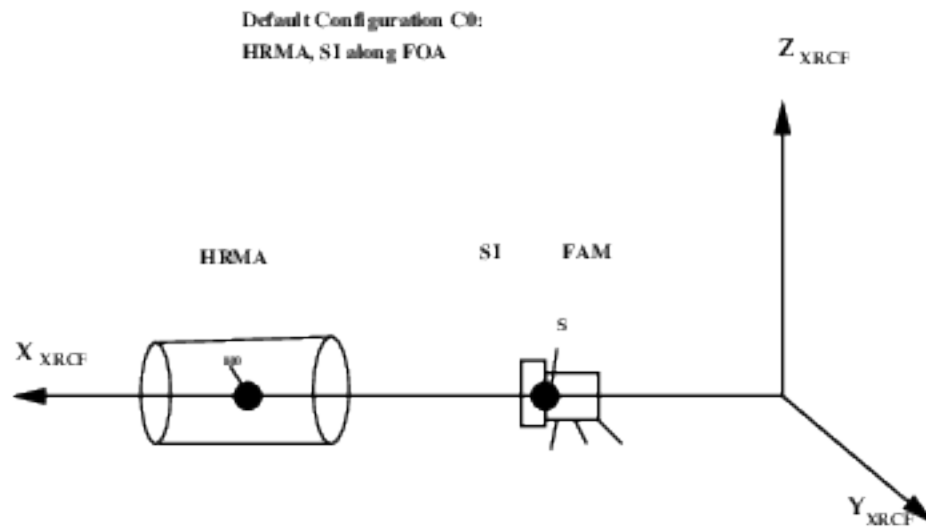 Default Configuration C0:
HRMA, SI along FOA
Z XRCF
HRMA
SI
FAM
S
X XRCF
Y XRCF